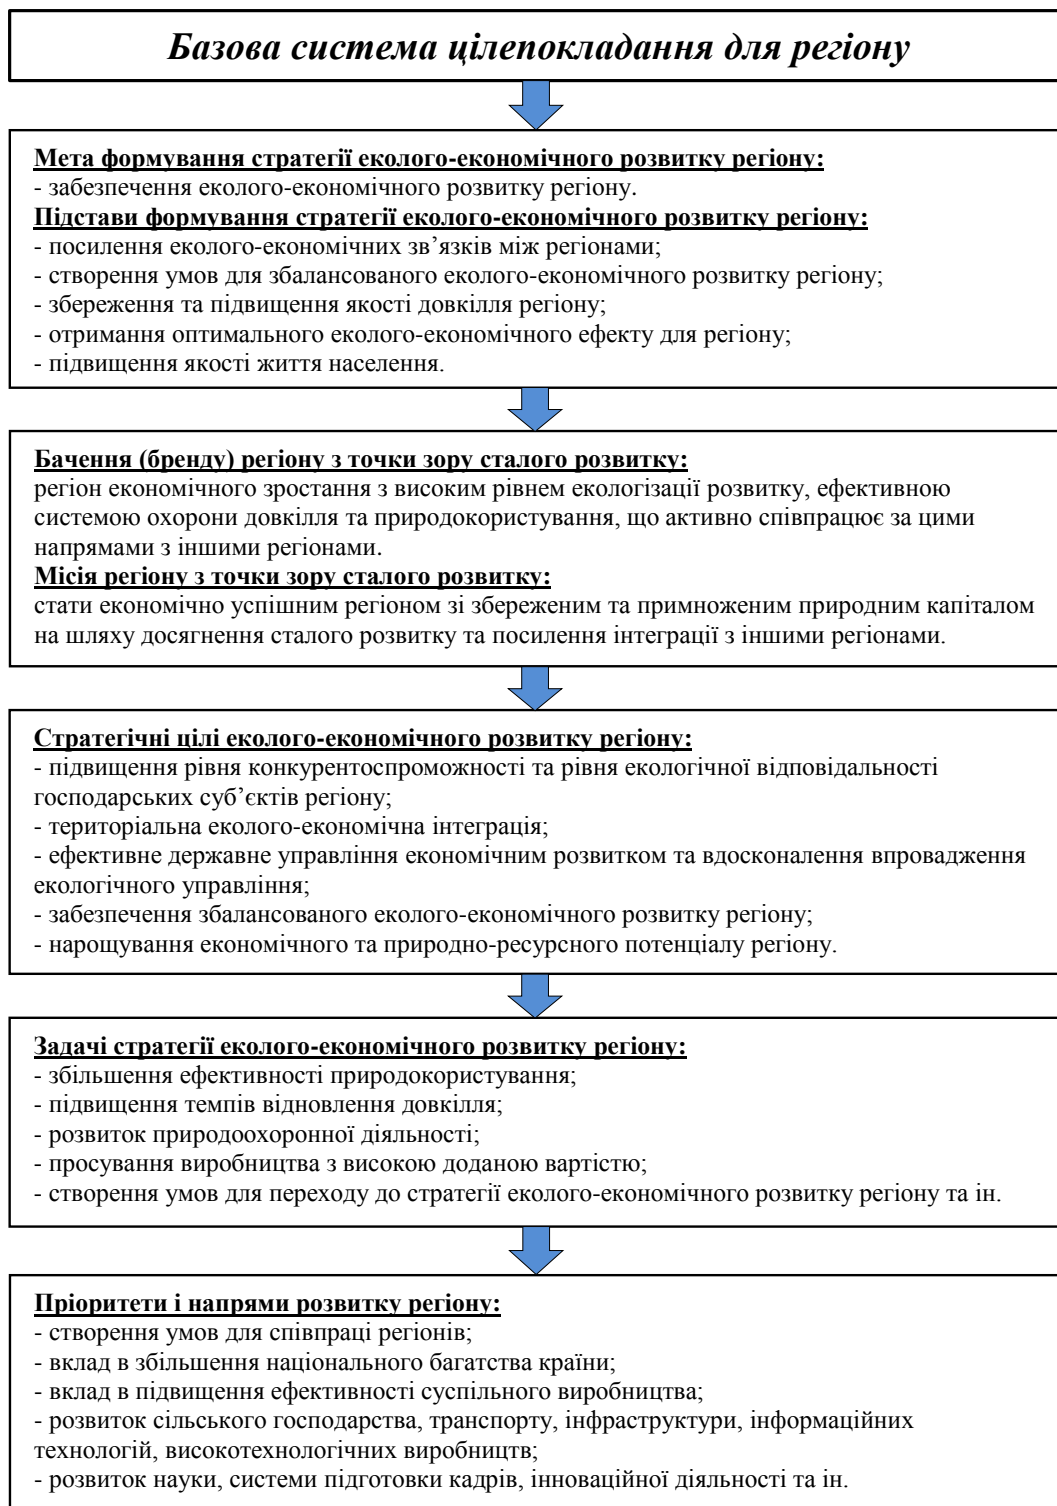 Базова система цілепокладання для регіону
Мета формування стратегії еколого-економічного розвитку регіону:
- забезпечення еколого-економічного розвитку регіону.
Підстави формування стратегії еколого-економічного розвитку регіону:
- посилення еколого-економічних зв’язків між регіонами;
- створення умов для збалансованого еколого-економічного розвитку регіону;
- збереження та підвищення якості довкілля регіону;
- отримання оптимального еколого-економічного ефекту для регіону;
- підвищення якості життя населення.
Бачення (бренду) регіону з точки зору сталого розвитку:
регіон економічного зростання з високим рівнем екологізації розвитку, ефективною
системою охорони довкілля та природокористування, що активно співпрацює за цими
напрямами з іншими регіонами.
Місія регіону з точки зору сталого розвитку:
стати економічно успішним регіоном зі збереженим та примноженим природним капіталом
на шляху досягнення сталого розвитку та посилення інтеграції з іншими регіонами.
Стратегічні цілі еколого-економічного розвитку регіону:
- підвищення рівня конкурентоспроможності та рівня екологічної відповідальності
господарських суб’єктів регіону;
- територіальна еколого-економічна інтеграція;
- ефективне державне управління економічним розвитком та вдосконалення впровадження
екологічного управління;
- забезпечення збалансованого еколого-економічного розвитку регіону;
- нарощування економічного та природно-ресурсного потенціалу регіону.
Задачі стратегії еколого-економічного розвитку регіону:
- збільшення ефективності природокористування;
- підвищення темпів відновлення довкілля;
- розвиток природоохоронної діяльності;
- просування виробництва з високою доданою вартістю;
- створення умов для переходу до стратегії еколого-економічного розвитку регіону та ін.
Пріоритети і напрями розвитку регіону:
- створення умов для співпраці регіонів;
- вклад в збільшення національного багатства країни;
- вклад в підвищення ефективності суспільного виробництва;
- розвиток сільського господарства, транспорту, інфраструктури, інформаційних
технологій, високотехнологічних виробництв;
- розвиток науки, системи підготовки кадрів, інноваційної діяльності та ін.